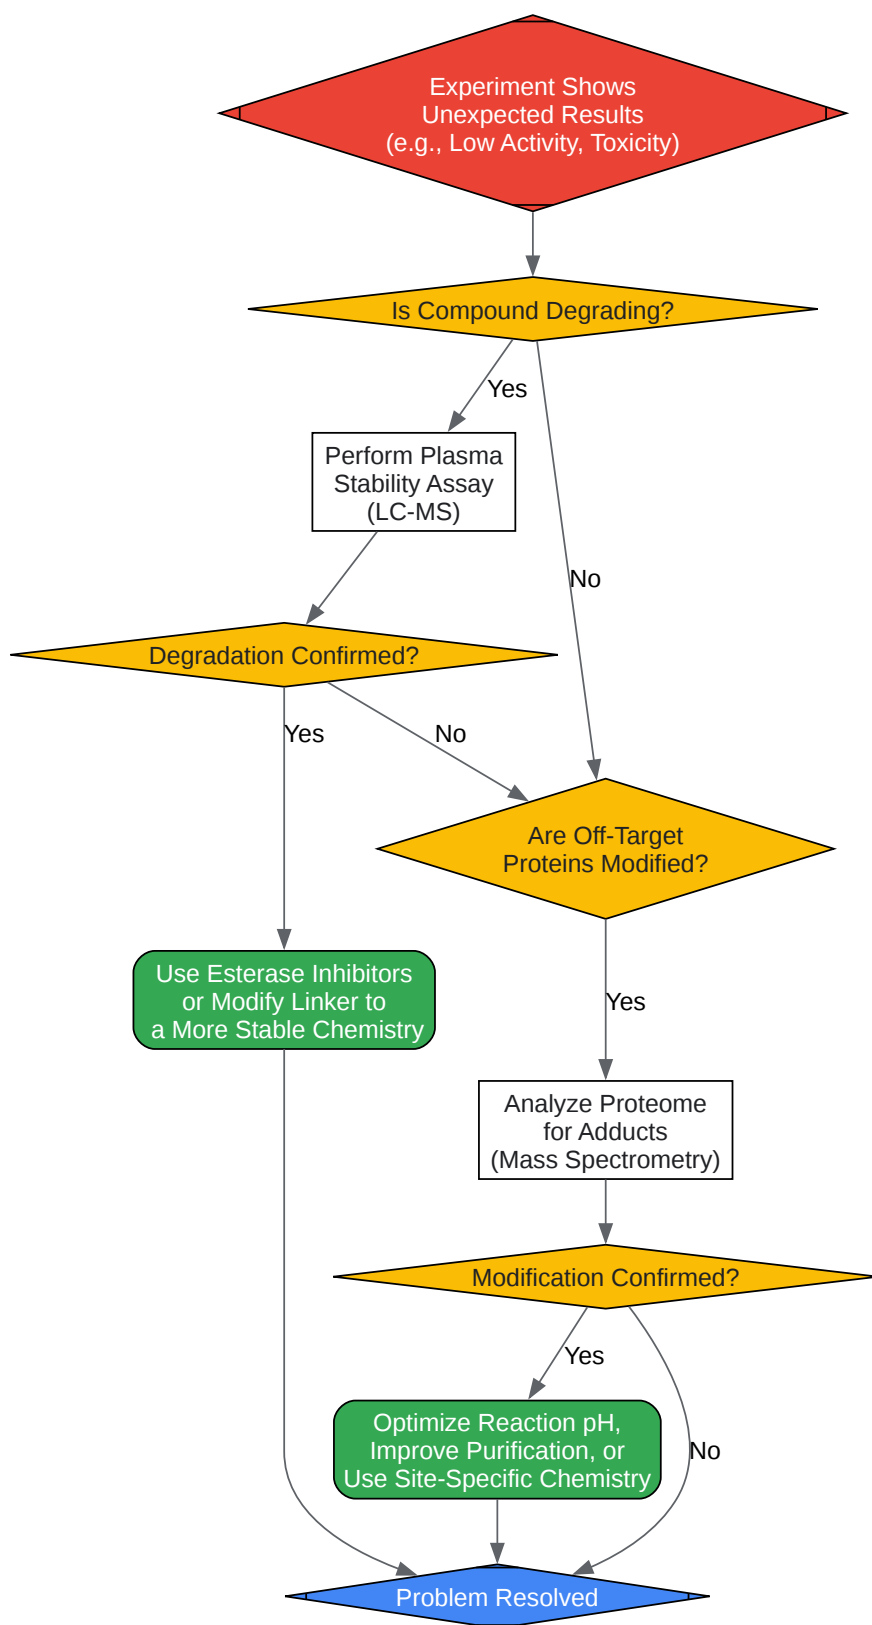 Experiment Shows
Unexpected Results
(e.g., Low Activity, Toxicity)
Is Compound Degrading?
Yes
Perform Plasma
Stability Assay
(LC-MS)
No
Degradation Confirmed?
Yes
No
Are Off-Target
Proteins Modified?
Use Esterase Inhibitors
or Modify Linker to
a More Stable Chemistry
Yes
Analyze Proteome
for Adducts
(Mass Spectrometry)
Modification Confirmed?
Yes
Optimize Reaction pH,
Improve Purification, or
Use Site-Specific Chemistry
No
Problem Resolved